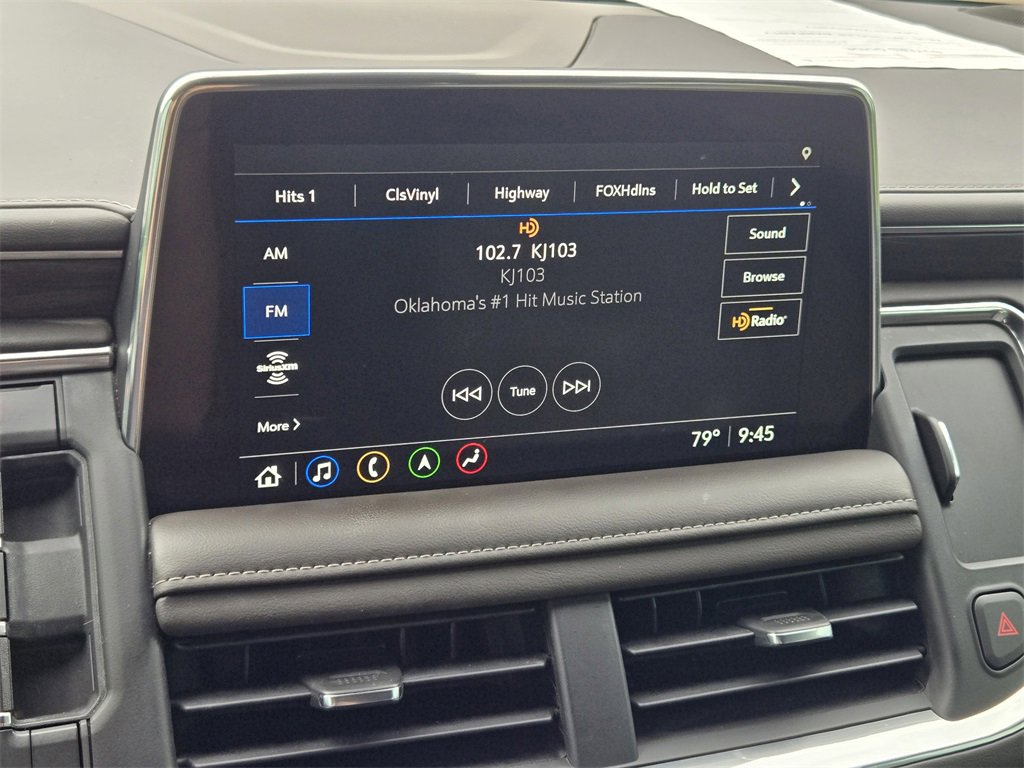 Hits 1 ClsVinyl Highway FOXHdlns Hold to Set
HD
102.7 KJ103
KJ103
Oklahoma's #1 Hit Music Station
AM
FM
SiriusXM
More
Sound
Browse
HD Radio
Tune
79° 9:45